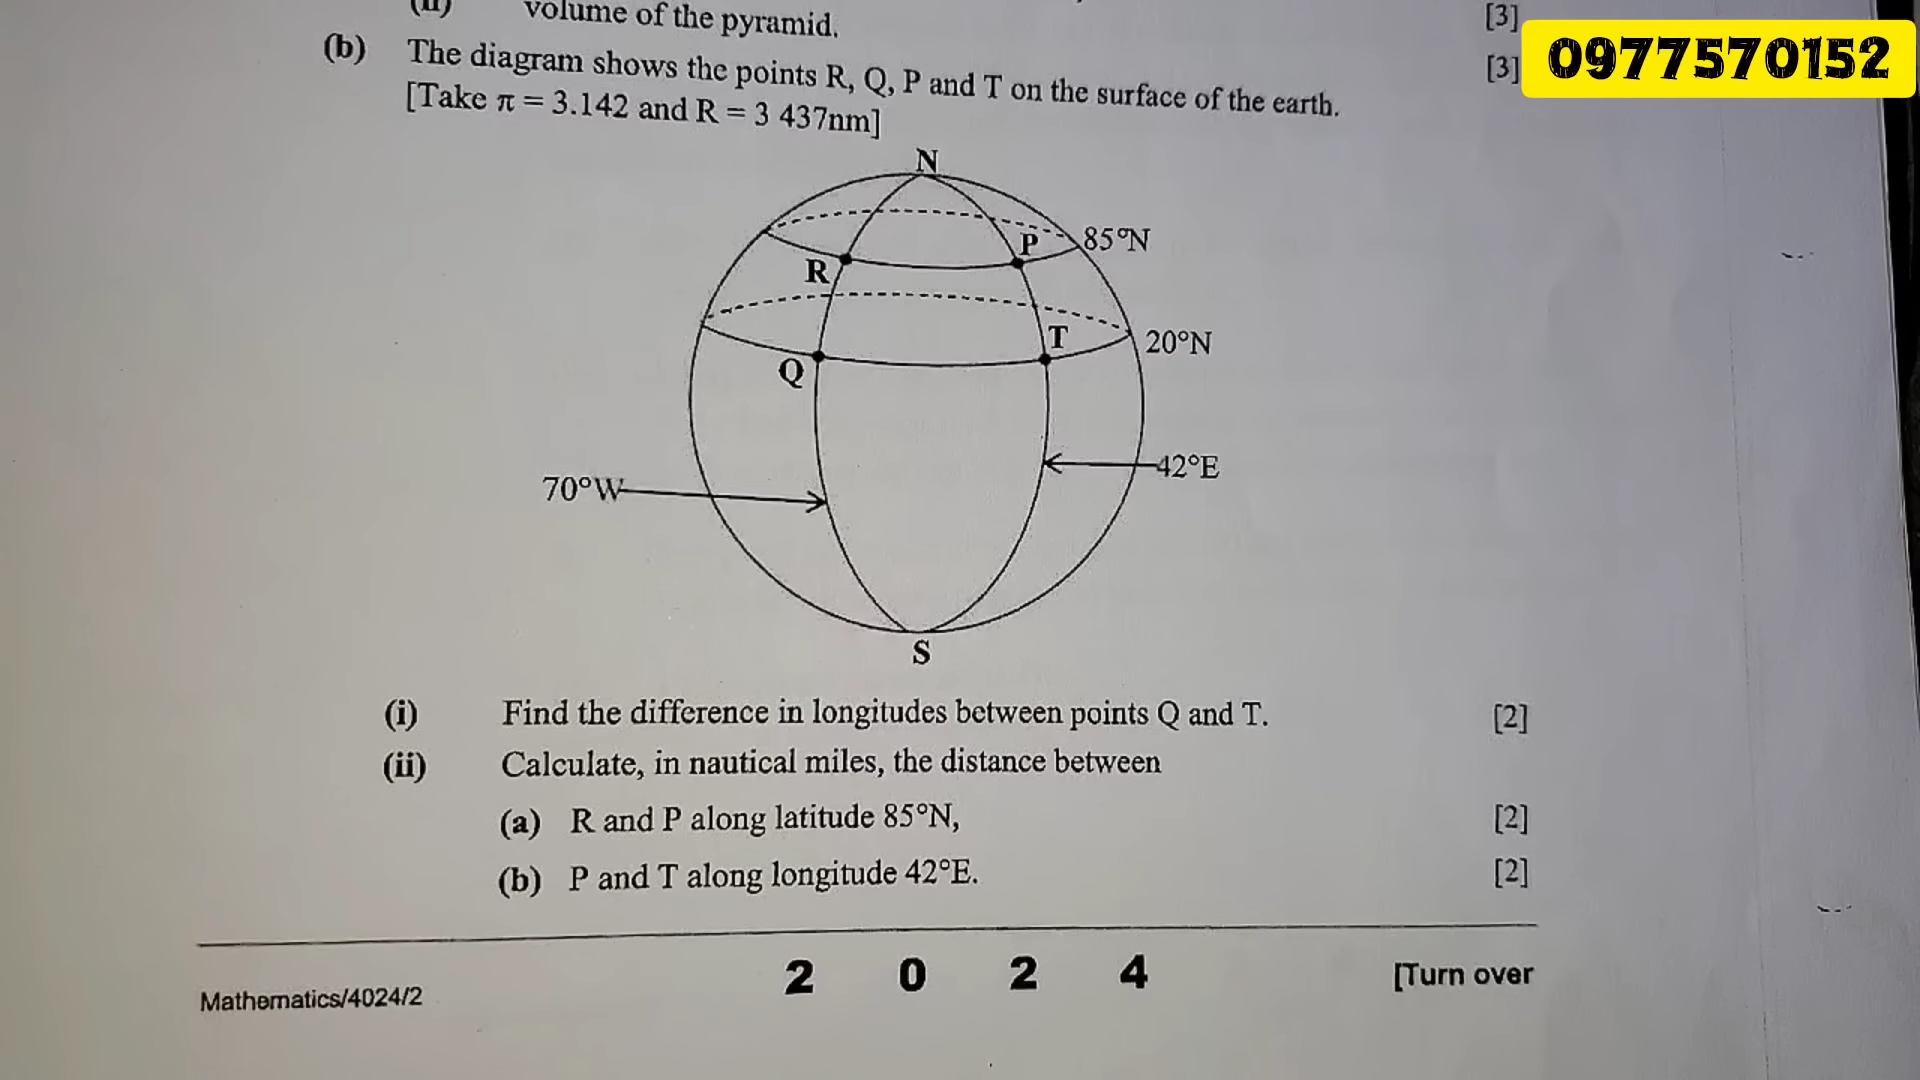 (ii) volume of the pyramid. [3]
0977570152
(b) The diagram shows the points R, Q, P and T on the surface of the earth. [3]
[Take π = 3.142 and R = 3 437nm]
N
P 85°N
R
T 20°N
Q
42°E
70°W
S
(i) Find the difference in longitudes between points Q and T. [2]
(ii) Calculate, in nautical miles, the distance between
(a) R and P along latitude 85°N, [2]
(b) P and T along longitude 42°E. [2]
2 0 2 4
Mathematics/4024/2 [Turn over